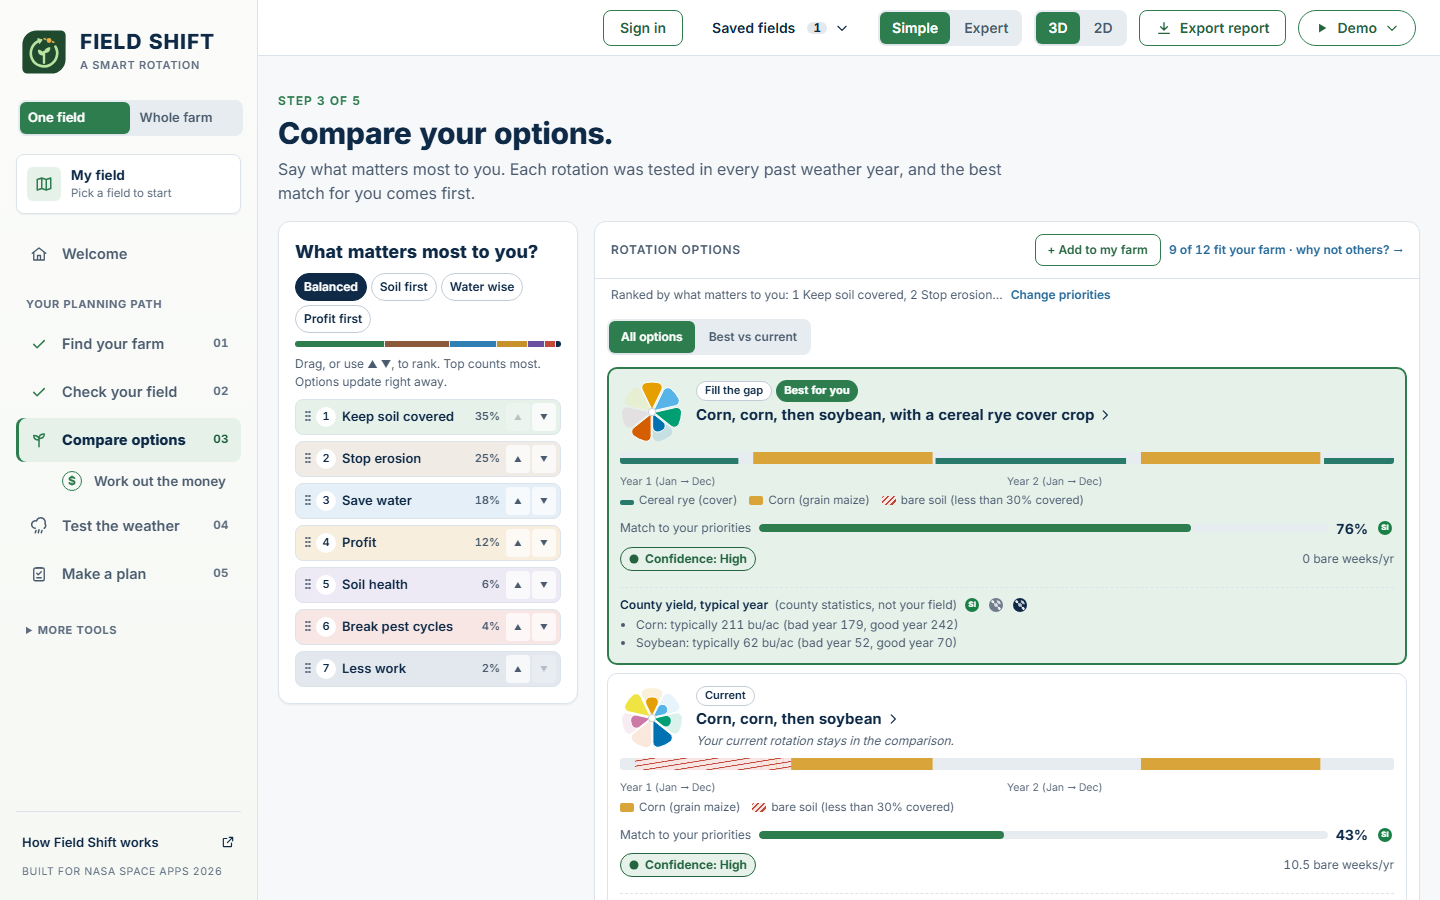 FIELD SHIFT
A SMART ROTATION
One field
Whole farm
My field
Pick a field to start
Welcome
YOUR PLANNING PATH
Find your farm 01
Check your field 02
Compare options 03
$ Work out the money
Test the weather 04
Make a plan 05
▶ MORE TOOLS
How Field Shift works
BUILT FOR NASA SPACE APPS 2026
Sign in
Saved fields 1
Simple Expert
3D 2D
Export report
Demo
STEP 3 OF 5
Compare your options.
Say what matters most to you. Each rotation was tested in every past weather year, and the best
match for you comes first.
What matters most to you?
Balanced Soil first Water wise
Profit first
Drag, or use ▲ ▼, to rank. Top counts most.
Options update right away.
1 Keep soil covered 35% ▲ ▼
2 Stop erosion 25% ▲ ▼
3 Save water 18% ▲ ▼
4 Profit 12% ▲ ▼
5 Soil health 6% ▲ ▼
6 Break pest cycles 4% ▲ ▼
7 Less work 2% ▲ ▼
ROTATION OPTIONS
+ Add to my farm
9 of 12 fit your farm · why not others? →
Ranked by what matters to you: 1 Keep soil covered, 2 Stop erosion... Change priorities
All options Best vs current
Fill the gap Best for you
Corn, corn, then soybean, with a cereal rye cover crop >
Year 1 (Jan → Dec) Year 2 (Jan → Dec)
Cereal rye (cover) Corn (grain maize) bare soil (less than 30% covered)
Match to your priorities 76% SI
Confidence: High 0 bare weeks/yr
County yield, typical year (county statistics, not your field) SI
• Corn: typically 211 bu/ac (bad year 179, good year 242)
• Soybean: typically 62 bu/ac (bad year 52, good year 70)
Current
Corn, corn, then soybean >
Your current rotation stays in the comparison.
Year 1 (Jan → Dec) Year 2 (Jan → Dec)
Corn (grain maize) bare soil (less than 30% covered)
Match to your priorities 43% SI
Confidence: High 10.5 bare weeks/yr